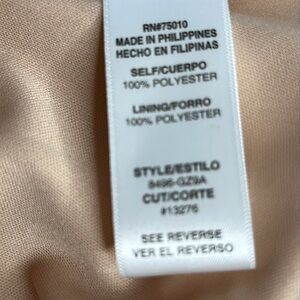 RN#75010
MADE IN PHILIPPINES
HECHO EN FILIPINAS
SELF/CUERPO
100% POLYESTER
LINING/FORRO
100% POLYESTER
STYLE/ESTILO
8496-GZ9A
CUT/CORTE
#13276
SEE REVERSE
VER EL REVERSO